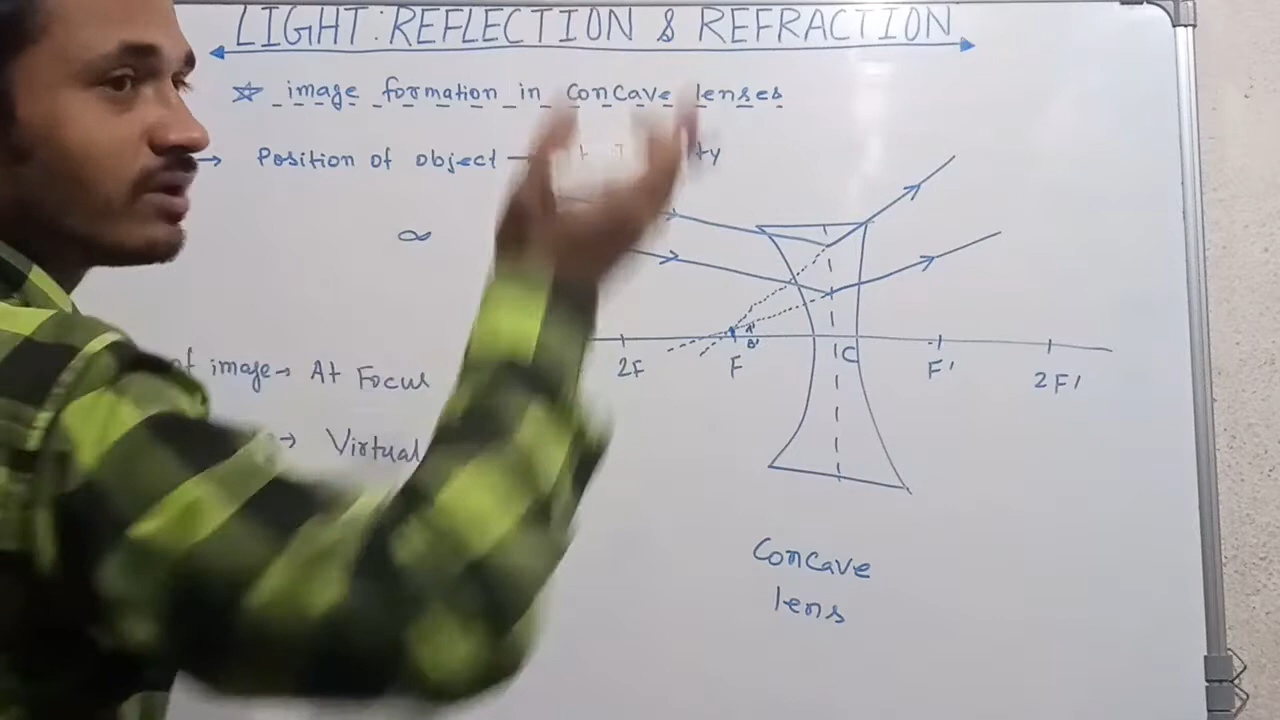 LIGHT: REFLECTION & REFRACTION
☆ image formation in concave lenses
→ Position of object →
∞
2F F C F' 2F'
of image → At Focus
→ Virtual
Concave
lens